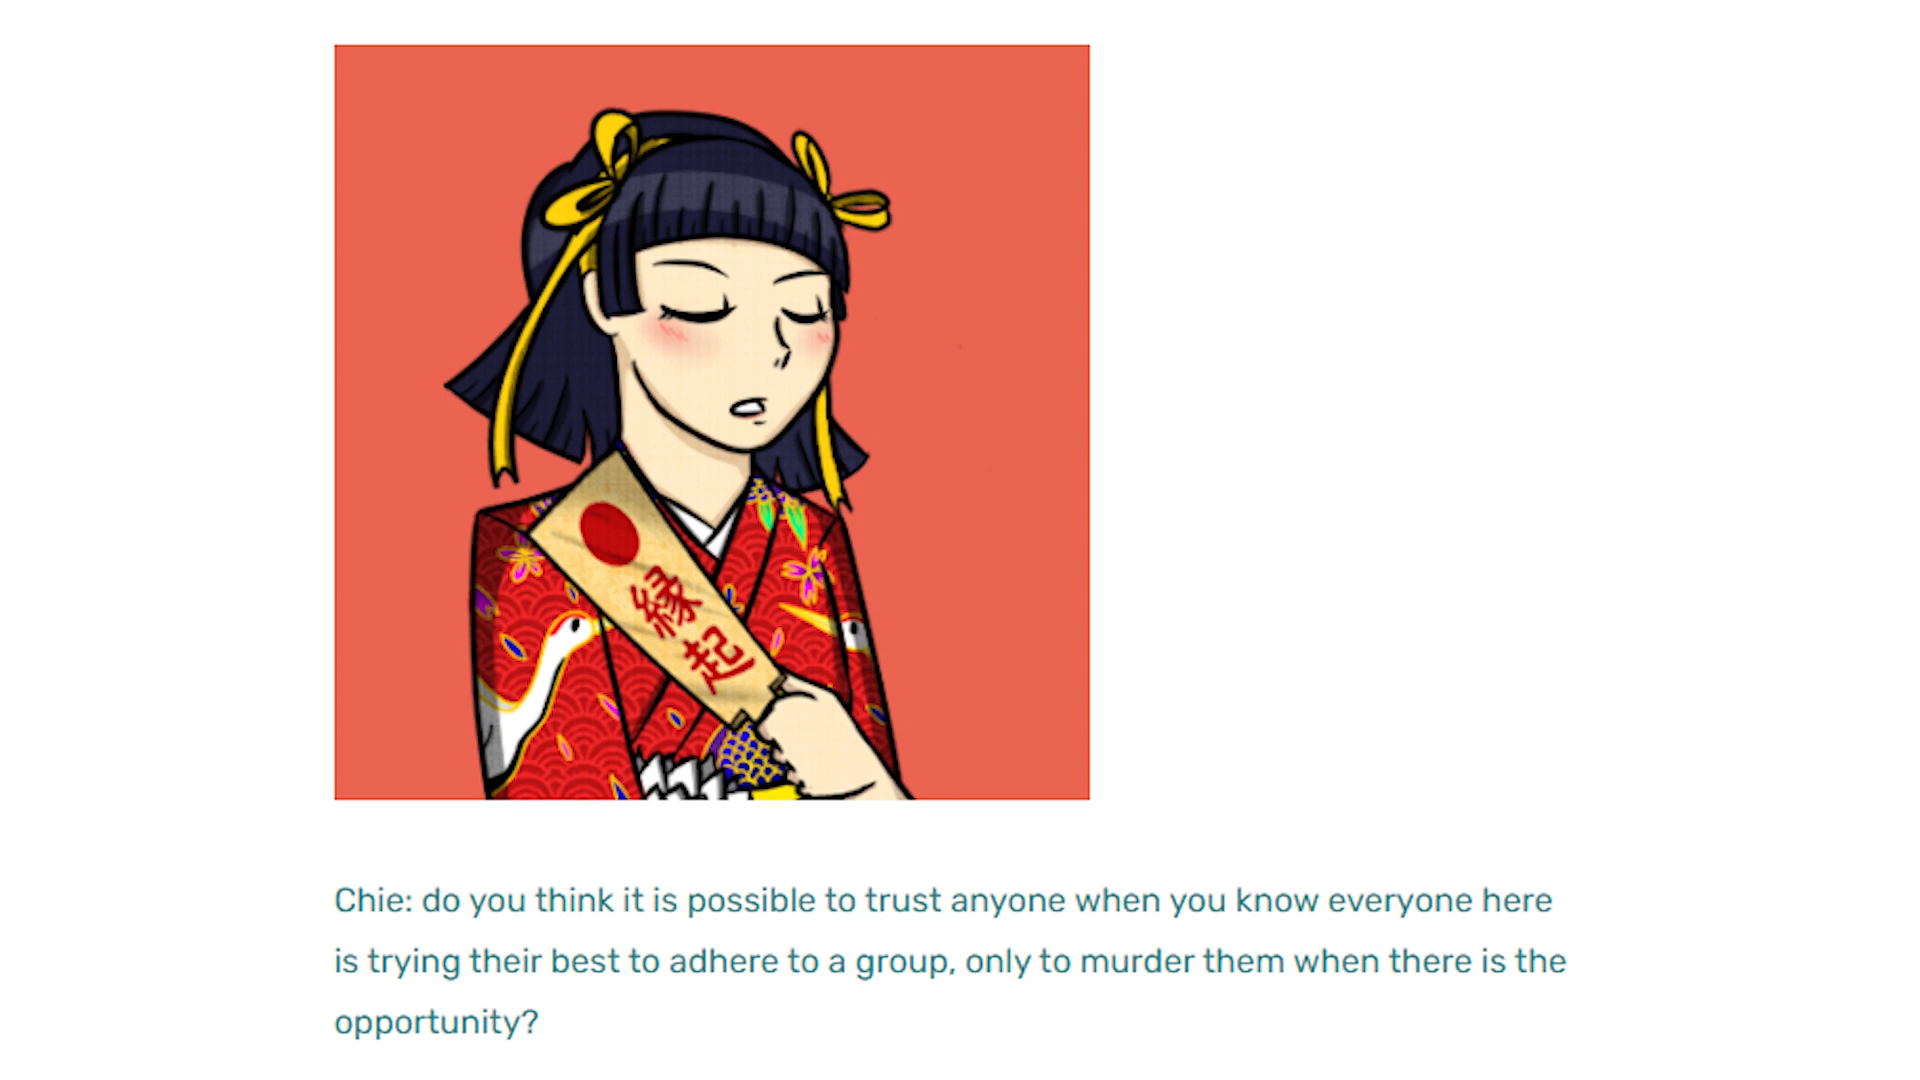 縁起
Chie: do you think it is possible to trust anyone when you know everyone here
is trying their best to adhere to a group, only to murder them when there is the
opportunity?